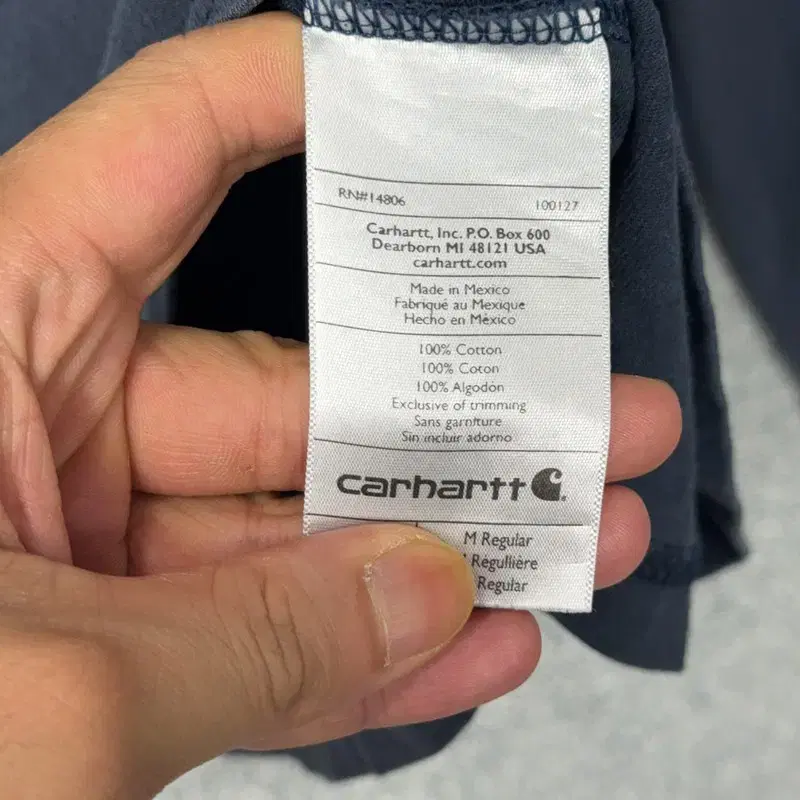 RN#14806 100127
Carhartt, Inc. P.O. Box 600
Dearborn MI 48121 USA
carhartt.com
Made in Mexico
Fabriqué au Mexique
Hecho en México
100% Cotton
100% Coton
100% Algodón
Exclusive of trimming
Sans garniture
Sin incluir adorno
carhartt
M Regular
Régullière
Regular